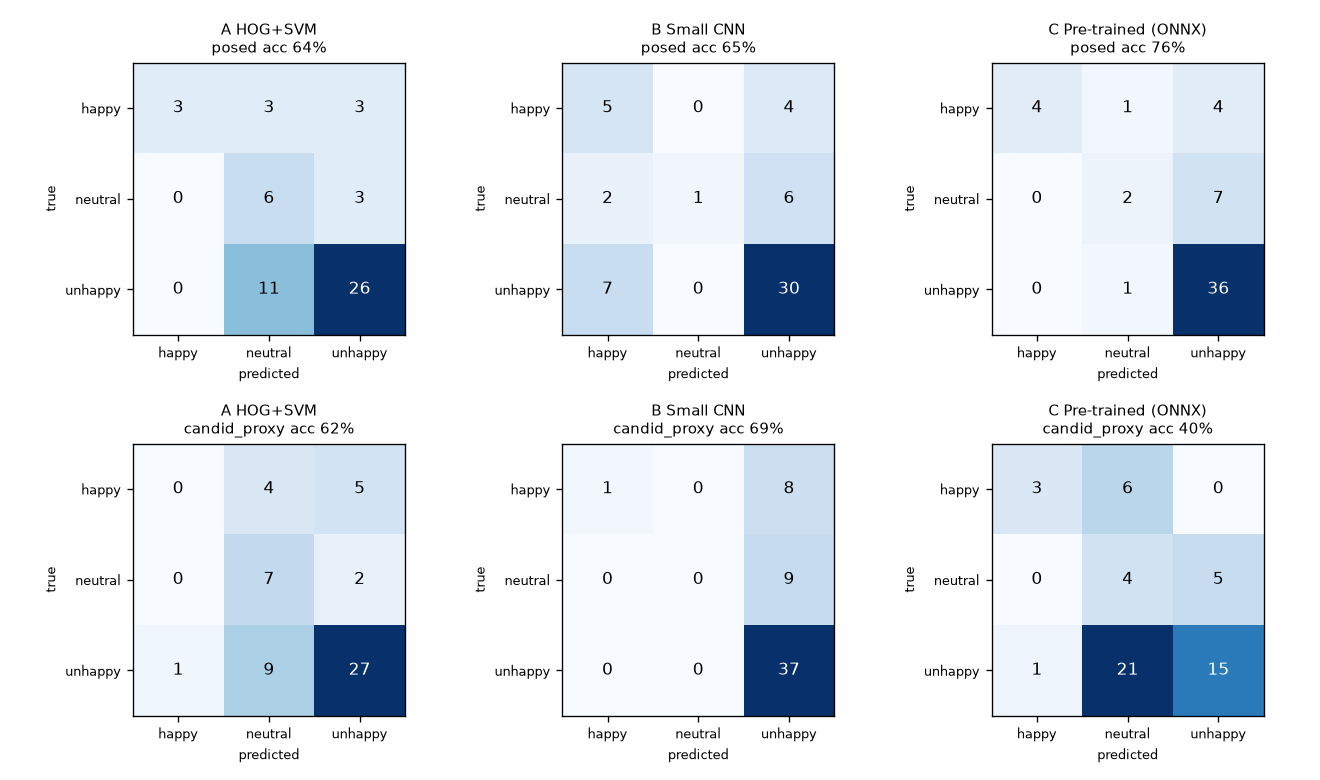 A HOG+SVM
posed acc 64%
happy 3 3 3
neutral 0 6 3
unhappy 0 11 26
true
happy neutral unhappy
predicted
B Small CNN
posed acc 65%
happy 5 0 4
neutral 2 1 6
unhappy 7 0 30
true
happy neutral unhappy
predicted
C Pre-trained (ONNX)
posed acc 76%
happy 4 1 4
neutral 0 2 7
unhappy 0 1 36
true
happy neutral unhappy
predicted
A HOG+SVM
candid_proxy acc 62%
happy 0 4 5
neutral 0 7 2
unhappy 1 9 27
true
happy neutral unhappy
predicted
B Small CNN
candid_proxy acc 69%
happy 1 0 8
neutral 0 0 9
unhappy 0 0 37
true
happy neutral unhappy
predicted
C Pre-trained (ONNX)
candid_proxy acc 40%
happy 3 6 0
neutral 0 4 5
unhappy 1 21 15
true
happy neutral unhappy
predicted